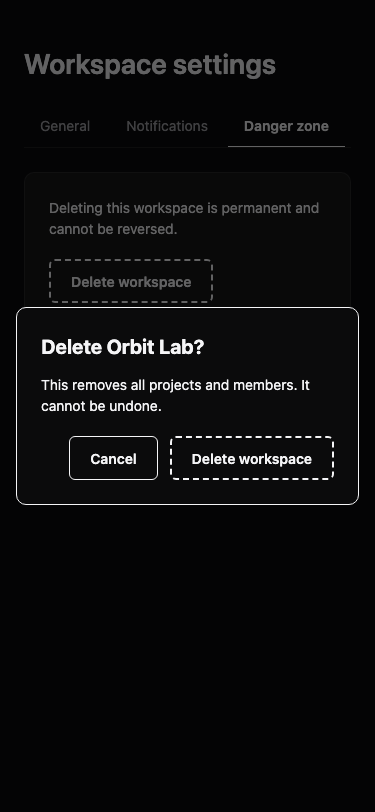 Workspace settings
General
Notifications
Danger zone
Deleting this workspace is permanent and
cannot be reversed.
Delete workspace
Delete Orbit Lab?
This removes all projects and members. It
cannot be undone.
Cancel
Delete workspace